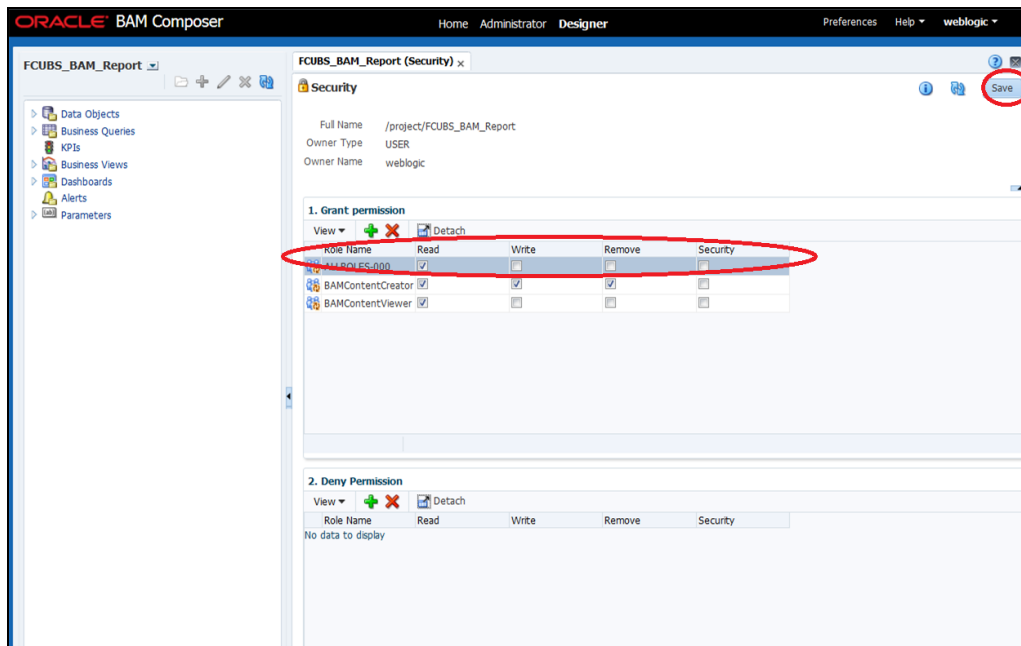 ORACLE BAM Composer
Home Administrator Designer
Preferences Help weblogic
FCUBS_BAM_Report
Data Objects
Business Queries
KPIs
Business Views
Dashboards
Alerts
Parameters
FCUBS_BAM_Report (Security) x
Security
Save
Full Name /project/FCUBS_BAM_Report
Owner Type USER
Owner Name weblogic
1. Grant permission
View Detach
Role Name Read Write Remove Security
ALLROLES-000
BAMContentCreator
BAMContentViewer
2. Deny Permission
View Detach
Role Name Read Write Remove Security
No data to display